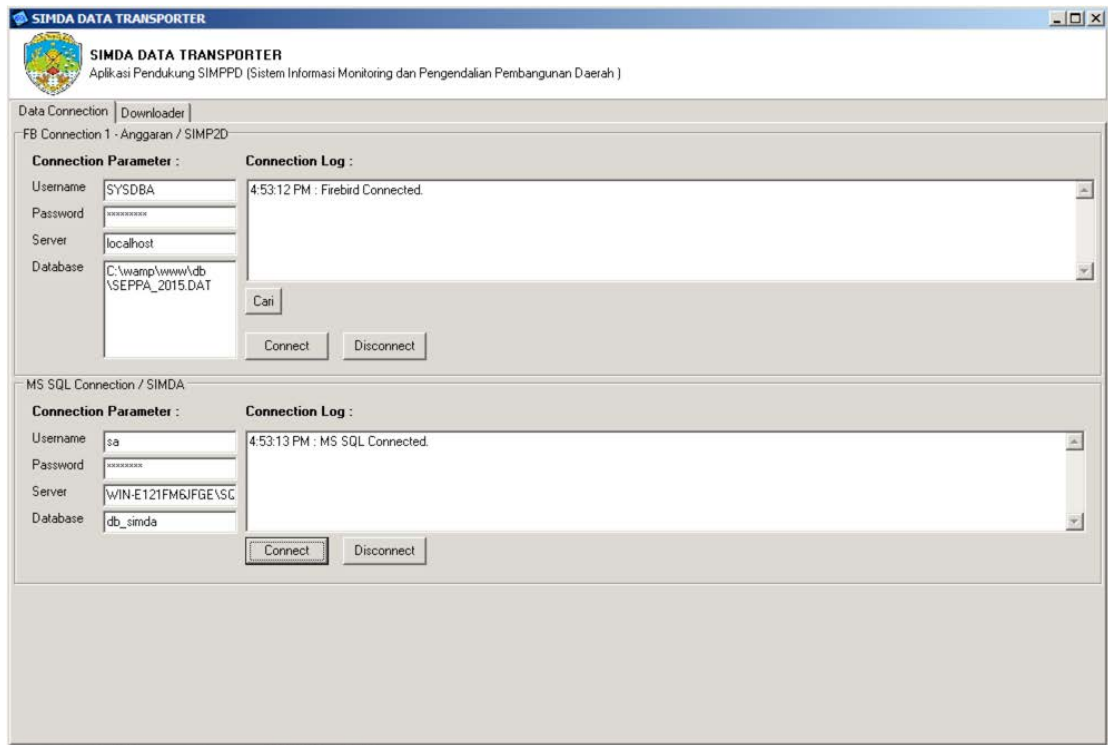 SIMDA DATA TRANSPORTER
SIMDA DATA TRANSPORTER
Aplikasi Pendukung SIMPPD (Sistem Informasi Monitoring dan Pengendalian Pembangunan Daerah )
Data Connection Downloader
FB Connection 1 - Anggaran / SIMP2D
Connection Parameter : Connection Log :
Username SYSDBA 4:53:12 PM : Firebird Connected.
Password ********* 
Server localhost
Database C:\wamp\www\db
\SEPPA_2015.DAT
Cari
Connect Disconnect
MS SQL Connection / SIMDA
Connection Parameter : Connection Log :
Username sa 4:53:13 PM : MS SQL Connected.
Password ********
Server WIN-E121FM6JFGE\SQ
Database db_simda
Connect Disconnect